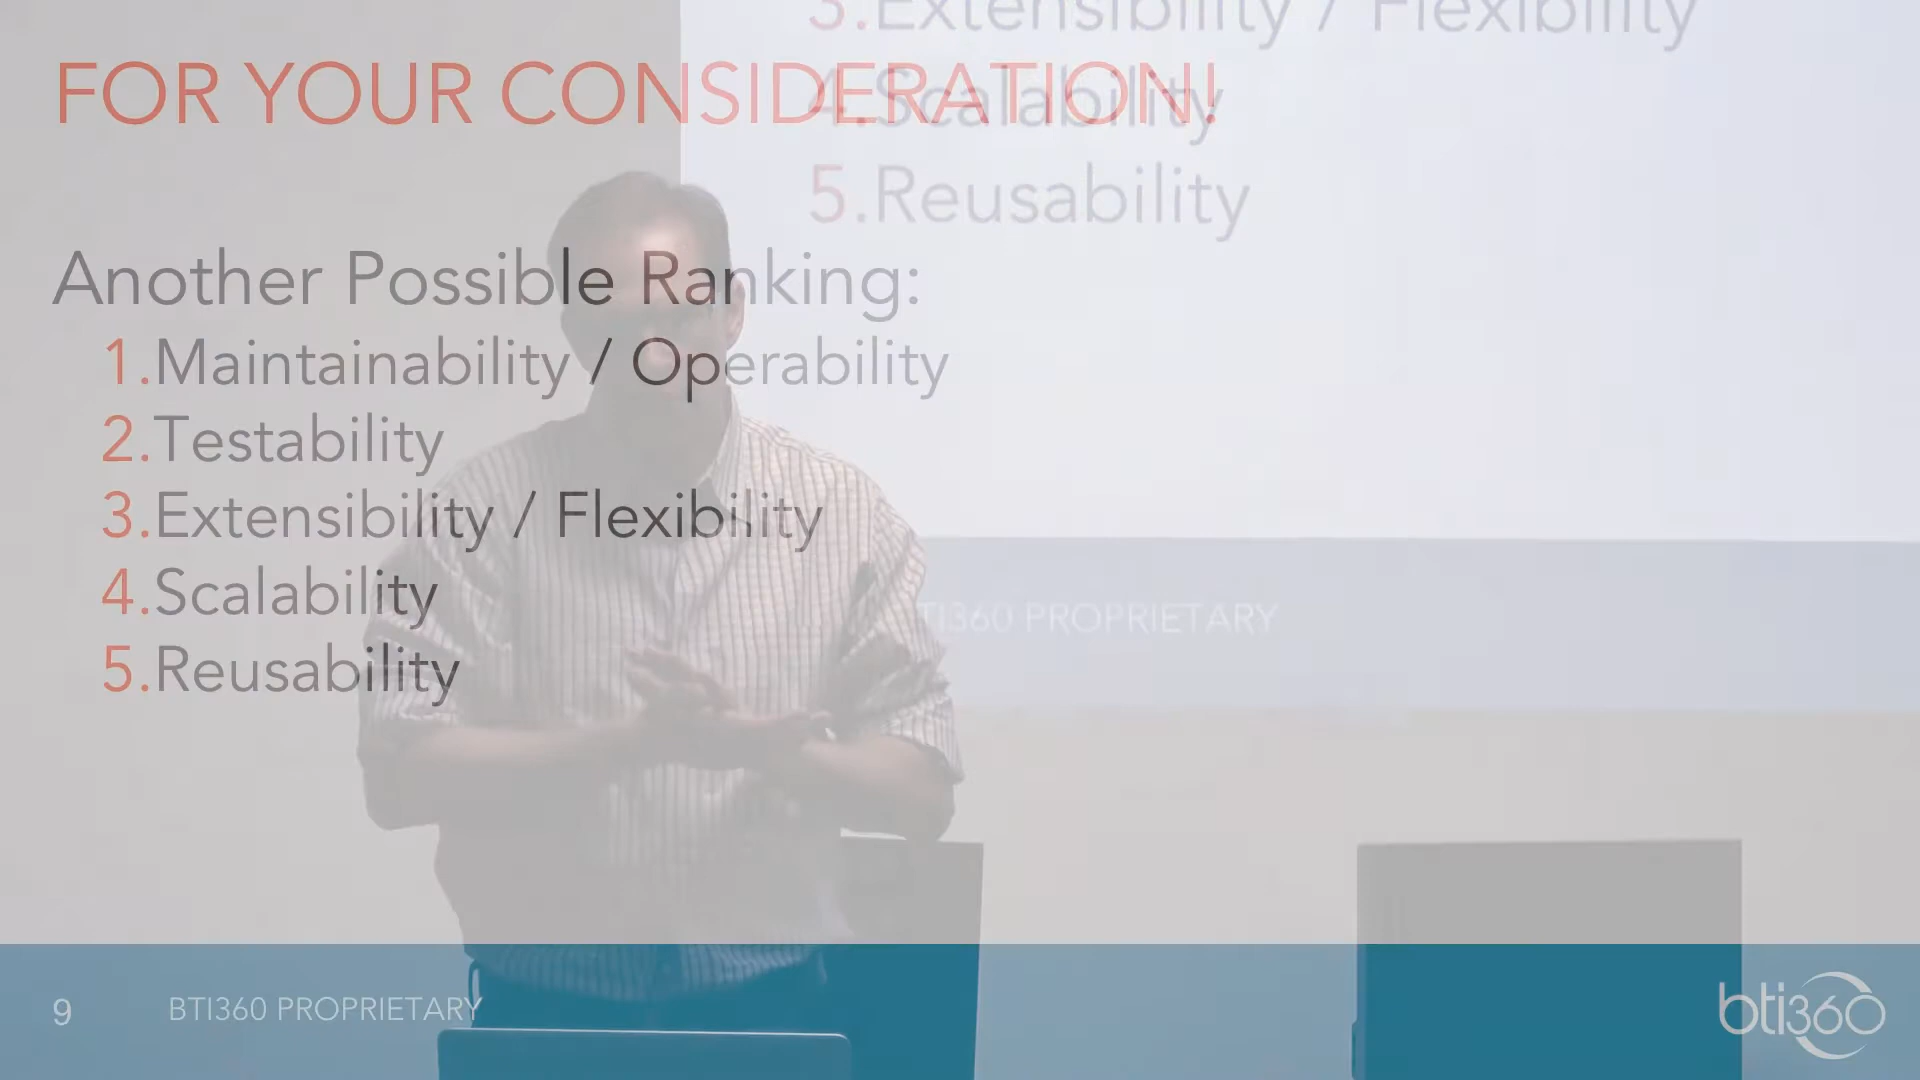 FOR YOUR CONSIDERATION!
Another Possible Ranking:
1.Maintainability / Operability
2.Testability
3.Extensibility / Flexibility
4.Scalability
5.Reusability
3.Extensibility / Flexibility
4.Scalability
5.Reusability
BTI360 PROPRIETARY
9
BTI360 PROPRIETARY
bti360